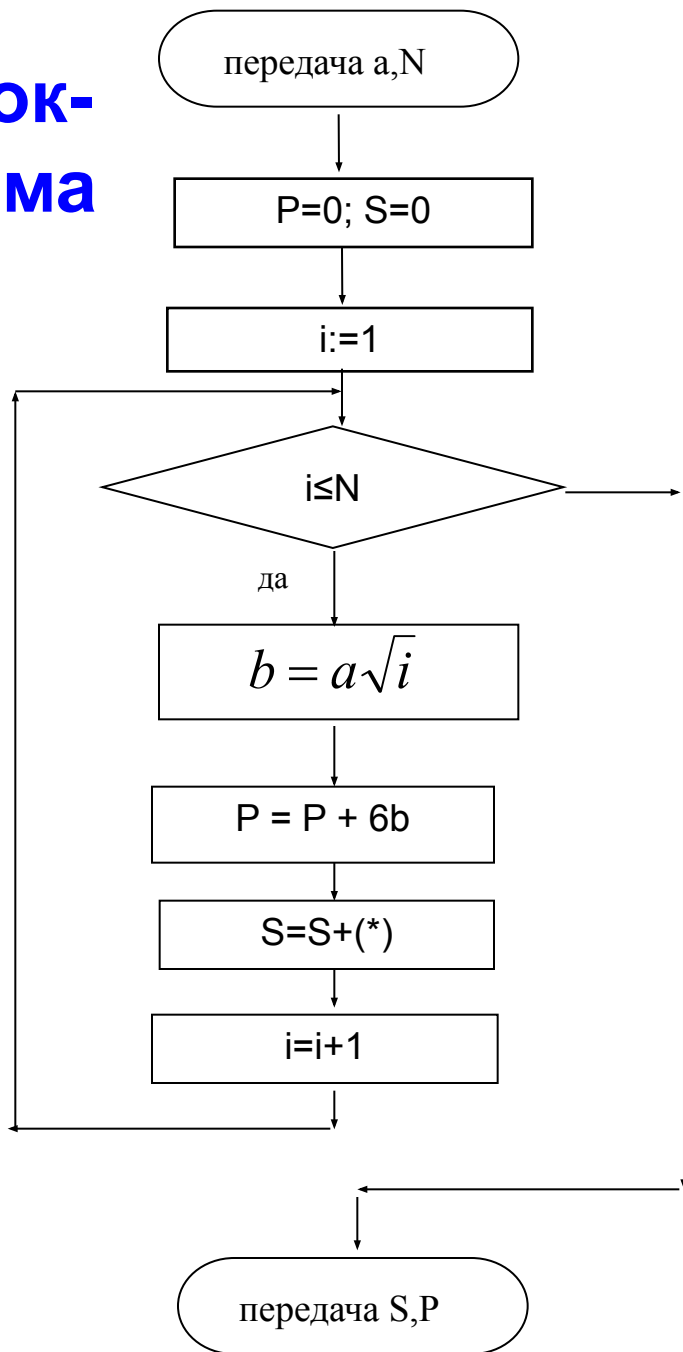 передача a,N
ок-
ма
P=0; S=0
i:=1
i≤N
да
b = a√i
P = P + 6b
S=S+(*)
i=i+1
передача S,P